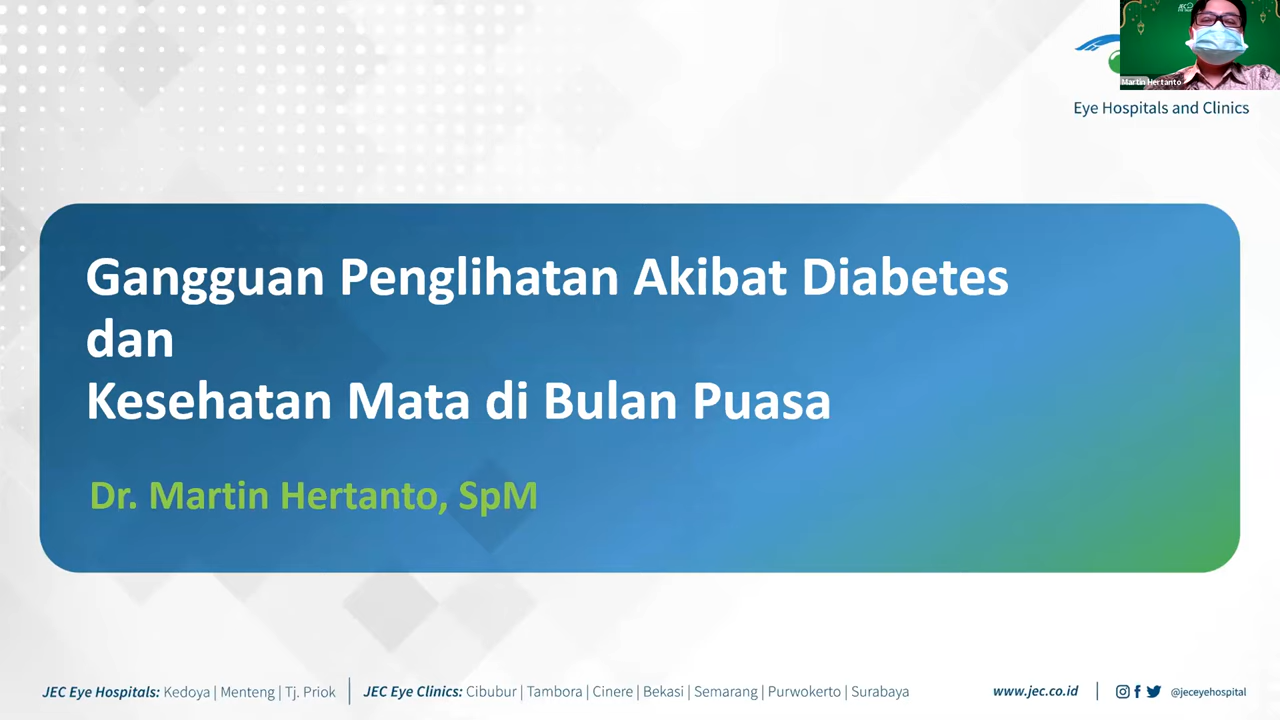 JEC
Martin Hertanto
Eye Hospitals and Clinics
Gangguan Penglihatan Akibat Diabetes
dan
Kesehatan Mata di Bulan Puasa
Dr. Martin Hertanto, SpM
JEC Eye Hospitals: Kedoya | Menteng | Tj. Priok | JEC Eye Clinics: Cibubur | Tambora | Cinere | Bekasi | Semarang | Purwokerto | Surabaya www.jec.co.id | @jeceyehospital